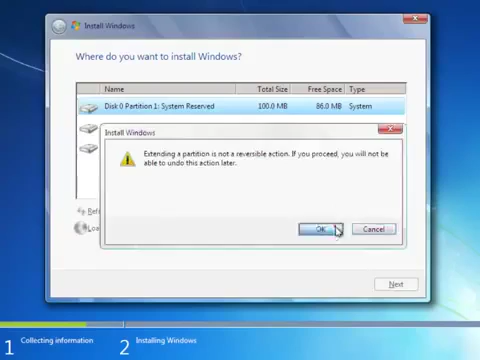 Install Windows
Where do you want to install Windows?
Name Total Size Free Space Type
Disk 0 Partition 1: System Reserved 100.0 MB 86.0 MB System
Install Windows
Extending a partition is not a reversible action. If you proceed, you will not be
able to undo this action later.
OK Cancel
Next
1 Collecting information 2 Installing Windows